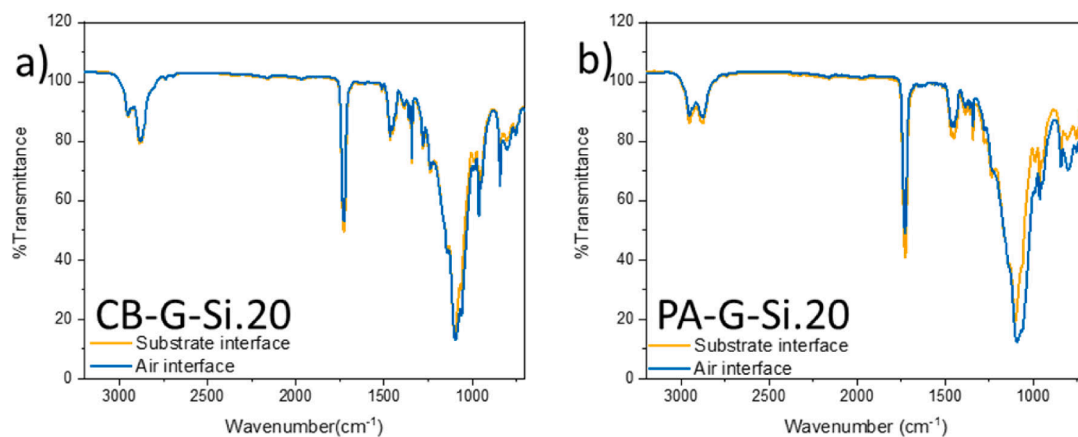 a)
120
100
80
60
40
20
0
%Transmittance
CB-G-Si.20
Substrate interface
Air interface
3000 2500 2000 1500 1000
Wavenumber(cm-1)
b)
120
100
80
60
40
20
0
%Transmittance
PA-G-Si.20
Substrate interface
Air interface
3000 2500 2000 1500 1000
Wavenumber (cm-1)